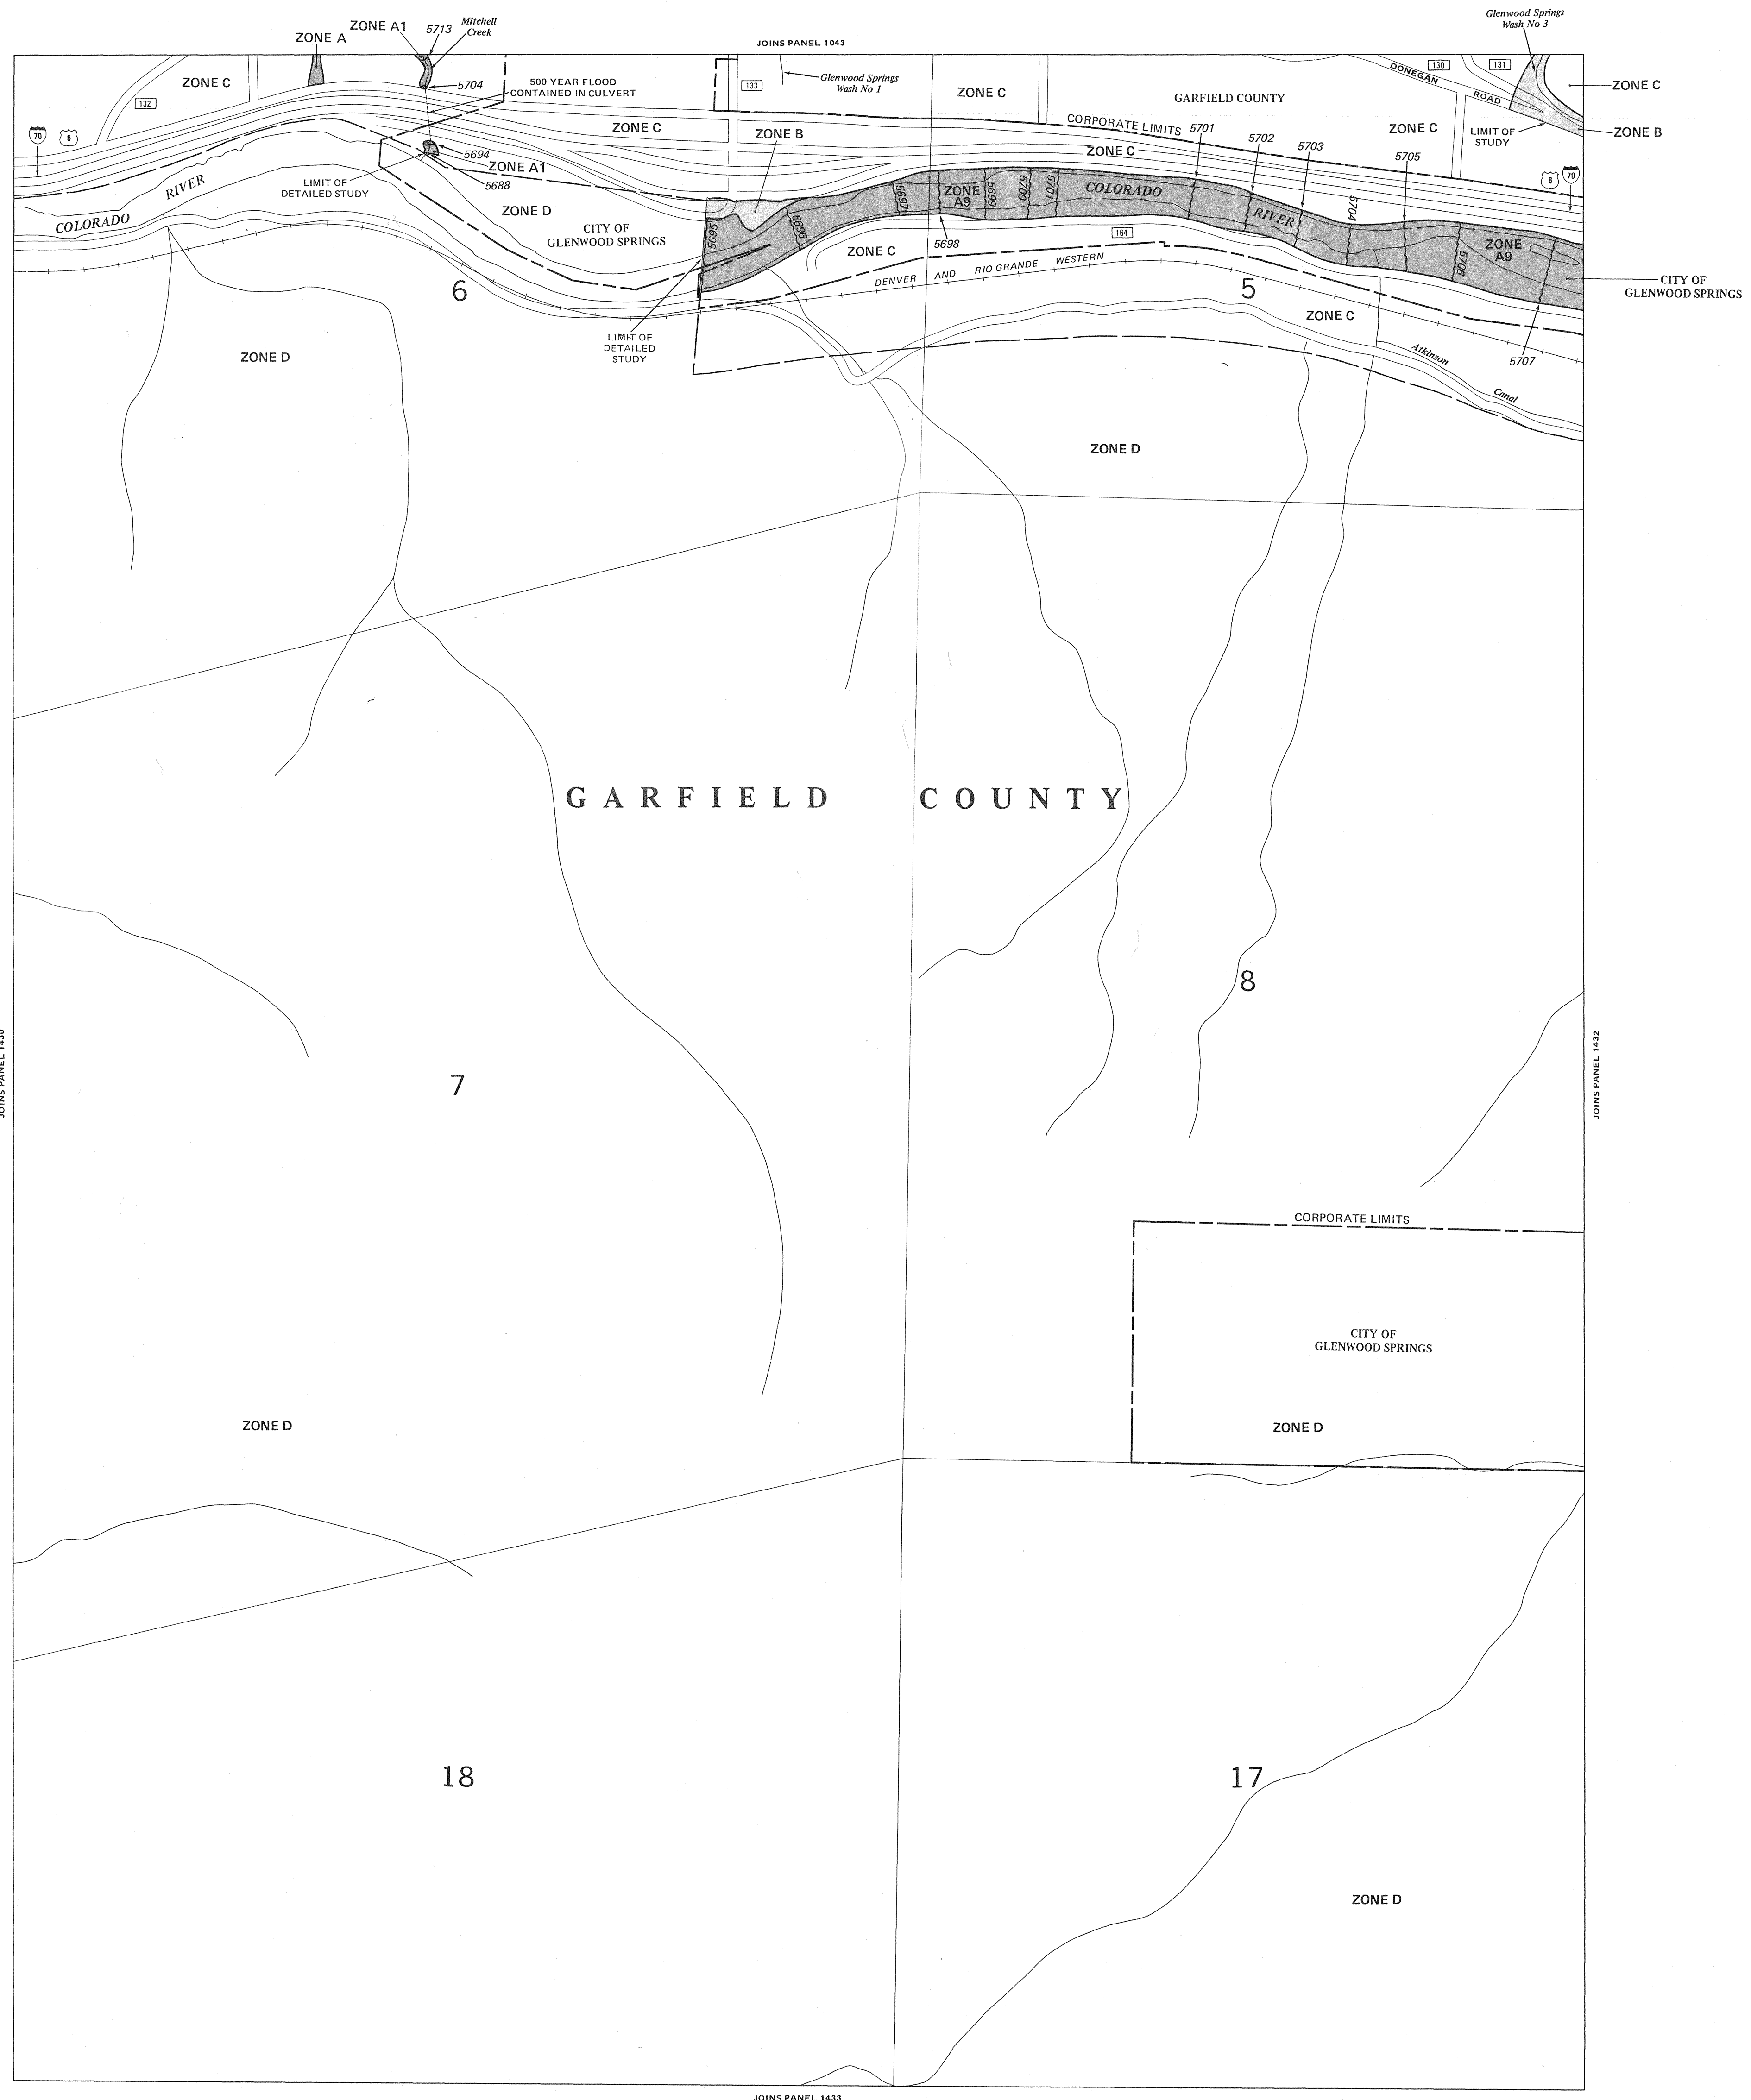 Glenwood Springs
Wash No 3
ZONE A1
5713
Mitchell
Creek
ZONE A
JOINS PANEL 1043
ZONE C
5704
500 YEAR FLOOD
CONTAINED IN CULVERT
133
Glenwood Springs
Wash No 1
ZONE C
GARFIELD COUNTY
DONEGAN
ROAD
130
131
ZONE C
132
70
6
ZONE C
ZONE B
CORPORATE LIMITS
5701
5702
5703
5705
ZONE C
ZONE C
LIMIT OF
STUDY
ZONE B
5694
ZONE A1
5688
LIMIT OF
DETAILED STUDY
COLORADO
RIVER
ZONE D
CITY OF
GLENWOOD SPRINGS
5695
5696
5697
ZONE
A9
5699
5700
5701
COLORADO
RIVER
5704
5706
ZONE
A9
6
70
5698
164
ZONE C
DENVER AND RIO GRANDE WESTERN
6
5
CITY OF
GLENWOOD SPRINGS
ZONE C
5707
LIMIT OF
DETAILED
STUDY
ZONE D
Atkinson
Canal
ZONE D
GARFIELD COUNTY
8
7
JOINS PANEL 1430
JOINS PANEL 1432
CORPORATE LIMITS
CITY OF
GLENWOOD SPRINGS
ZONE D
ZONE D
18
17
ZONE D
JOINS PANEL 1433